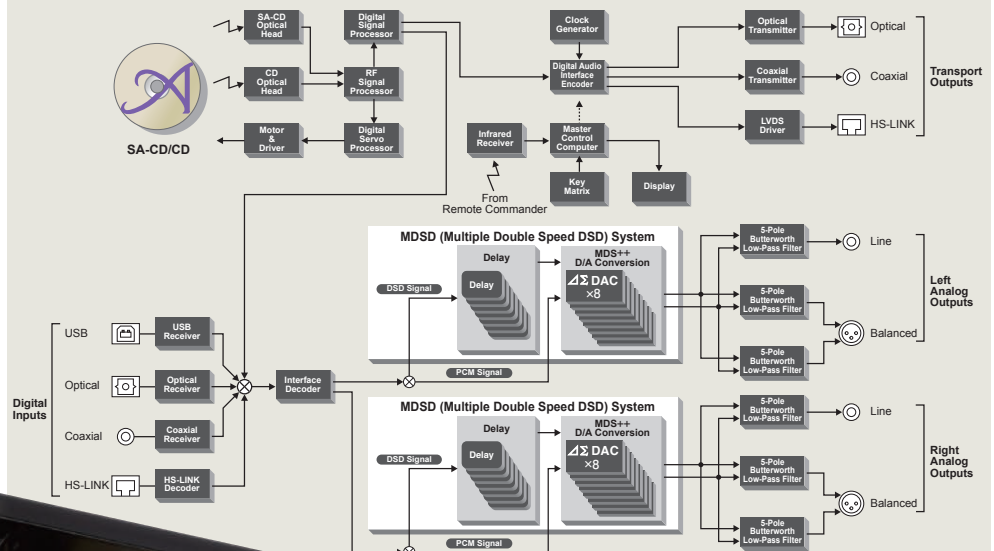 SA-CD
Optical
Head
Digital
Signal
Processor
CD
Optical
Head
RF
Signal
Processor
Motor
&
Driver
Digital
Servo
Processor
SA-CD/CD
Clock
Generator
Digital Audio
Interface
Encoder
Infrared
Receiver
Master
Control
Computer
Key
Matrix
Display
From
Remote Commander
Optical
Transmitter
Optical
Coaxial
Transmitter
Coaxial
LVDS
Driver
HS-LINK
Transport
Outputs
MDSD (Multiple Double Speed DSD) System
Delay
MDS++
D/A Conversion
Delay
⊿Σ DAC
×8
DSD Signal
PCM Signal
5-Pole
Butterworth
Low-Pass Filter
Line
5-Pole
Butterworth
Low-Pass Filter
Balanced
5-Pole
Butterworth
Low-Pass Filter
Left
Analog
Outputs
Digital
Inputs
USB
USB
Receiver
Optical
Optical
Receiver
Coaxial
Coaxial
Receiver
HS-LINK
HS-LINK
Decoder
Interface
Decoder
MDSD (Multiple Double Speed DSD) System
Delay
MDS++
D/A Conversion
Delay
⊿Σ DAC
×8
DSD Signal
PCM Signal
5-Pole
Butterworth
Low-Pass Filter
Line
5-Pole
Butterworth
Low-Pass Filter
Balanced
5-Pole
Butterworth
Low-Pass Filter
Right
Analog
Outputs